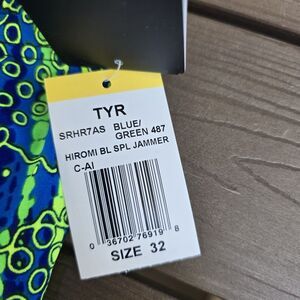 TYR
SRHR7AS BLUE/
GREEN 487
HIROMI BL SPL JAMMER
C-AI
0 36702 76919 8
SIZE 32